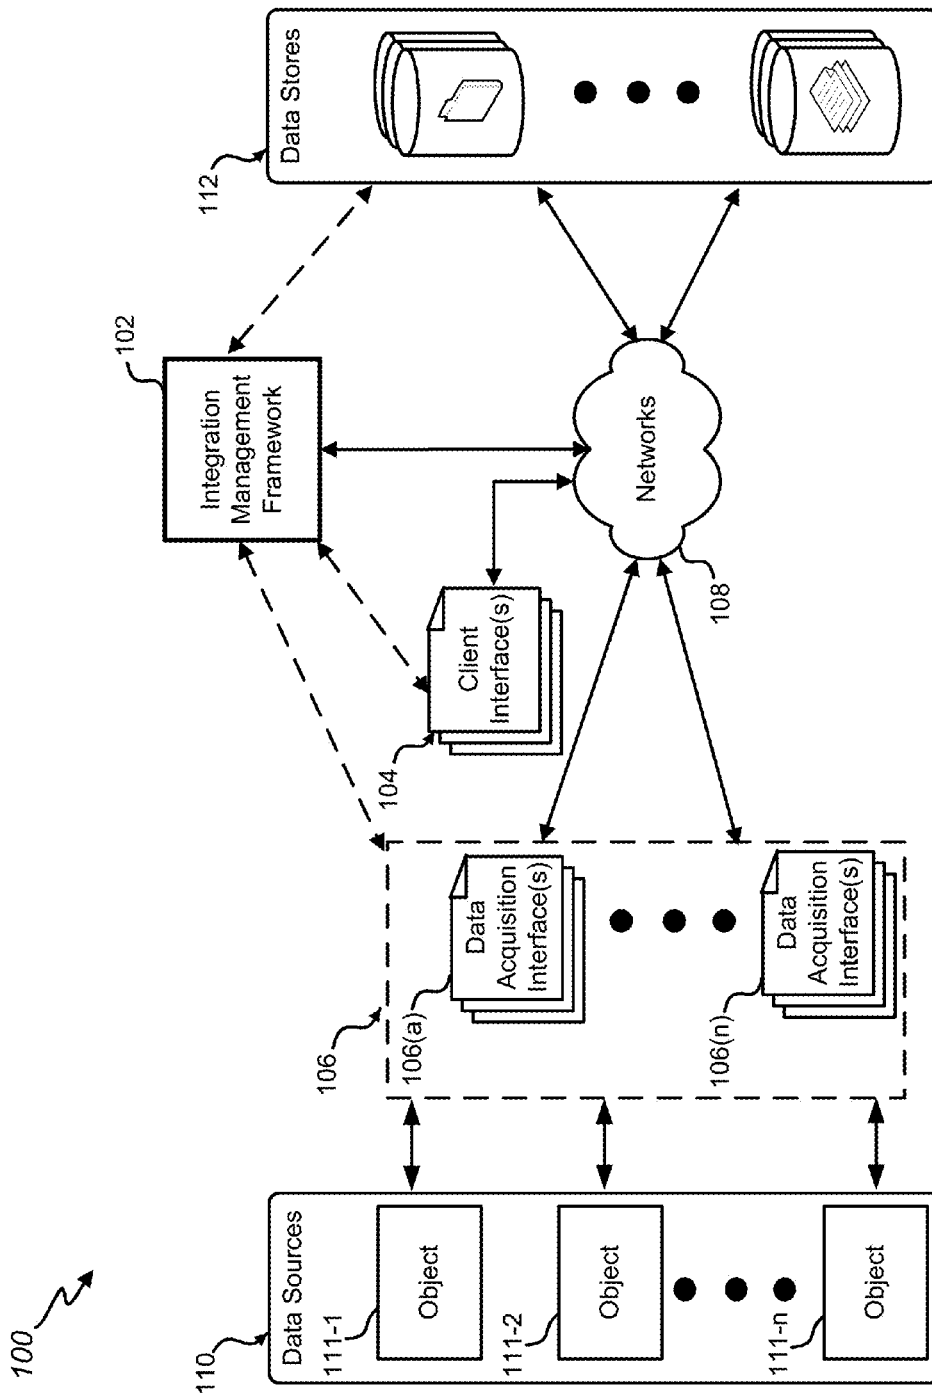 100
110
Data Sources
111-1
Object
111-2
Object
111-n
Object
106
106(a)
Data
Acquisition
Interface(s)
106(n)
Data
Acquisition
Interface(s)
104
Client
Interface(s)
102
Integration
Management
Framework
Networks
108
112
Data Stores